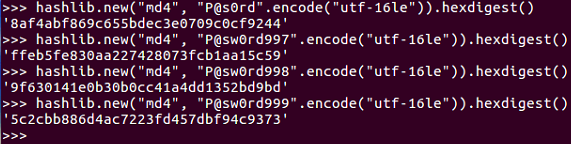 >>> hashlib.new("md4", "P@s0rd".encode("utf-16le")).hexdigest()
'8af4abf869c655bdec3e0709c0cf9244'
>>> hashlib.new("md4", "P@sw0rd997".encode("utf-16le")).hexdigest()
'ffeb5fe830aa227428073fcb1aa15c59'
>>> hashlib.new("md4", "P@sw0rd998".encode("utf-16le")).hexdigest()
'9f630141e0b30b0cc41a4dd1352bd9bd'
>>> hashlib.new("md4", "P@sw0rd999".encode("utf-16le")).hexdigest()
'5c2cbb886d4ac7223fd457dbf94c9373'
>>>